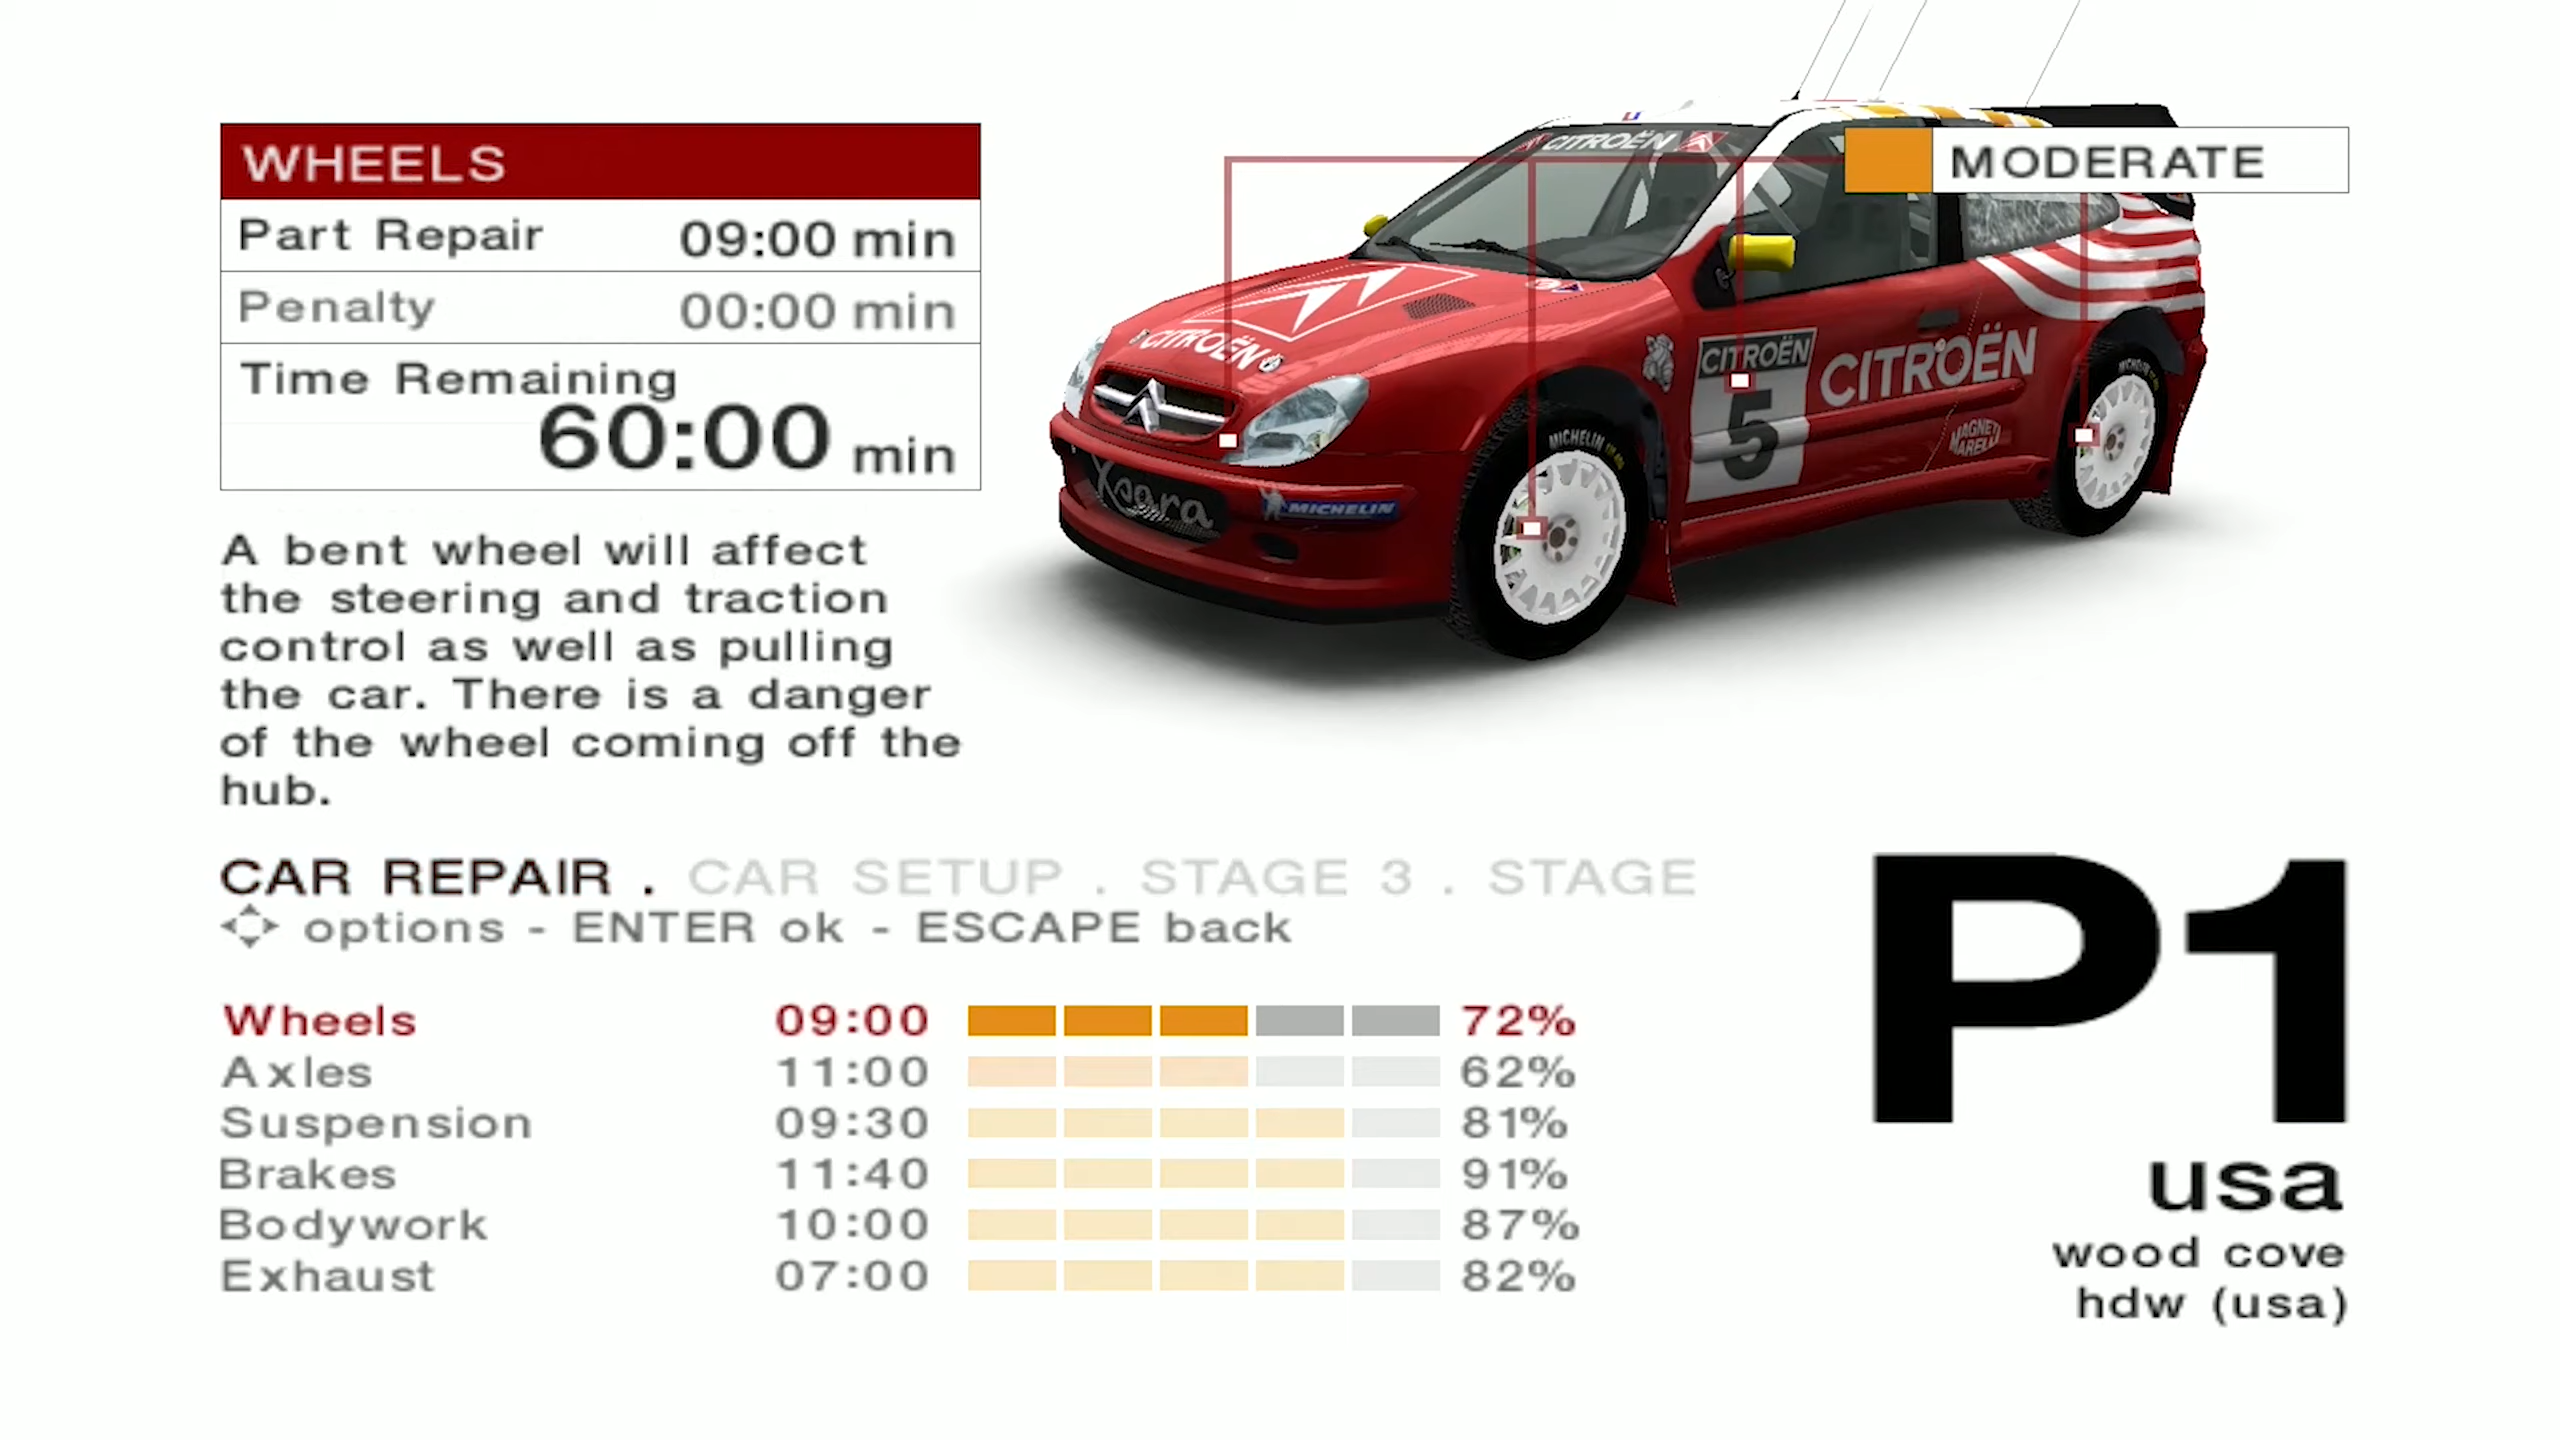 WHEELS
Part Repair 09:00 min
Penalty 00:00 min
Time Remaining
60:00 min
A bent wheel will affect
the steering and traction
control as well as pulling
the car. There is a danger
of the wheel coming off the
hub.
MODERATE
CITROËN
CITROËN
CITROËN
5
CITROËN
Xsara
MICHELIN
MICHELIN
MICHELIN
CAR REPAIR . CAR SETUP . STAGE 3 . STAGE
options - ENTER ok - ESCAPE back
Wheels 09:00 72%
Axles 11:00 62%
Suspension 09:30 81%
Brakes 11:40 91%
Bodywork 10:00 87%
Exhaust 07:00 82%
P1
usa
wood cove
hdw (usa)